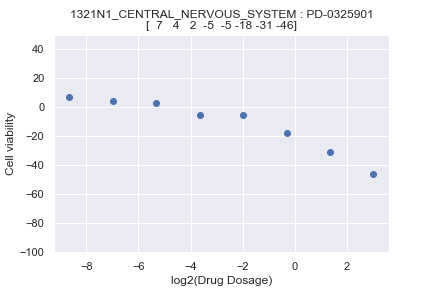 1321N1_CENTRAL_NERVOUS_SYSTEM : PD-0325901
[ 7 4 2 -5 -5 -18 -31 -46]
40
20
0
−20
−40
−60
−80
−100
Cell viability
−8 −6 −4 −2 0 2
log2(Drug Dosage)